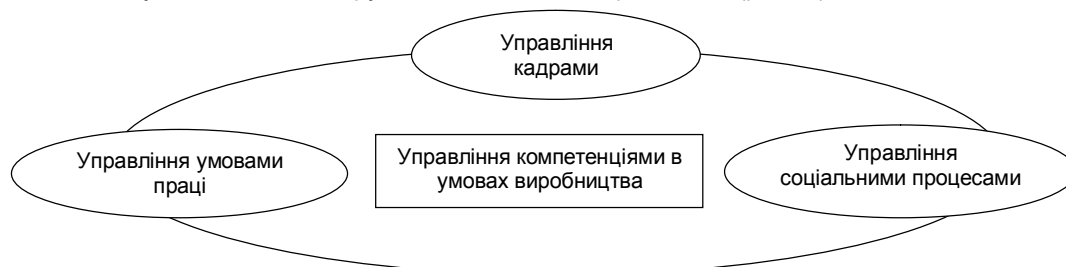 Управління
кадрами
Управління умовами
праці
Управління компетенціями в
умовах виробництва
Управління
соціальними процесами